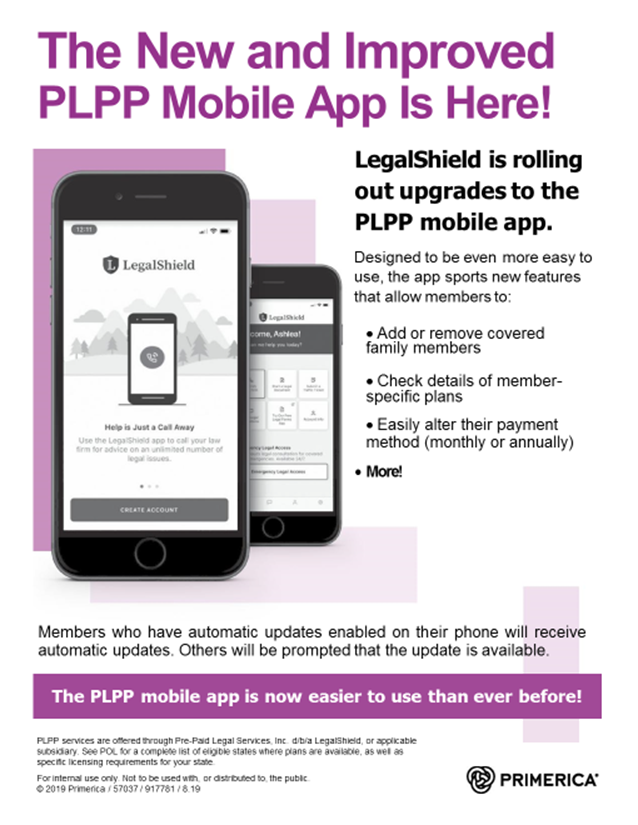 The New and Improved
PLPP Mobile App Is Here!
LegalShield is rolling
out upgrades to the
PLPP mobile app.
Designed to be even more easy to
use, the app sports new features
that allow members to:
• Add or remove covered
family members
• Check details of member-
specific plans
• Easily alter their payment
method (monthly or annually)
• More!
12:11
LegalShield
Help is Just a Call Away
Use the LegalShield app to call your law
firm for advice on an unlimited number of
legal issues.
CREATE ACCOUNT
LegalShield
come, Ashlea!
we help you today?
Emergency Legal Access
Members who have automatic updates enabled on their phone will receive
automatic updates. Others will be prompted that the update is available.
The PLPP mobile app is now easier to use than ever before!
PLPP services are offered through Pre-Paid Legal Services, Inc. d/b/a LegalShield, or applicable
subsidiary. See POL for a complete list of eligible states where plans are available, as well as
specific licensing requirements for your state.
For internal use only. Not to be used with, or distributed to, the public.
© 2019 Primerica / 57037 / 917781 / 8.19
PRIMERICA